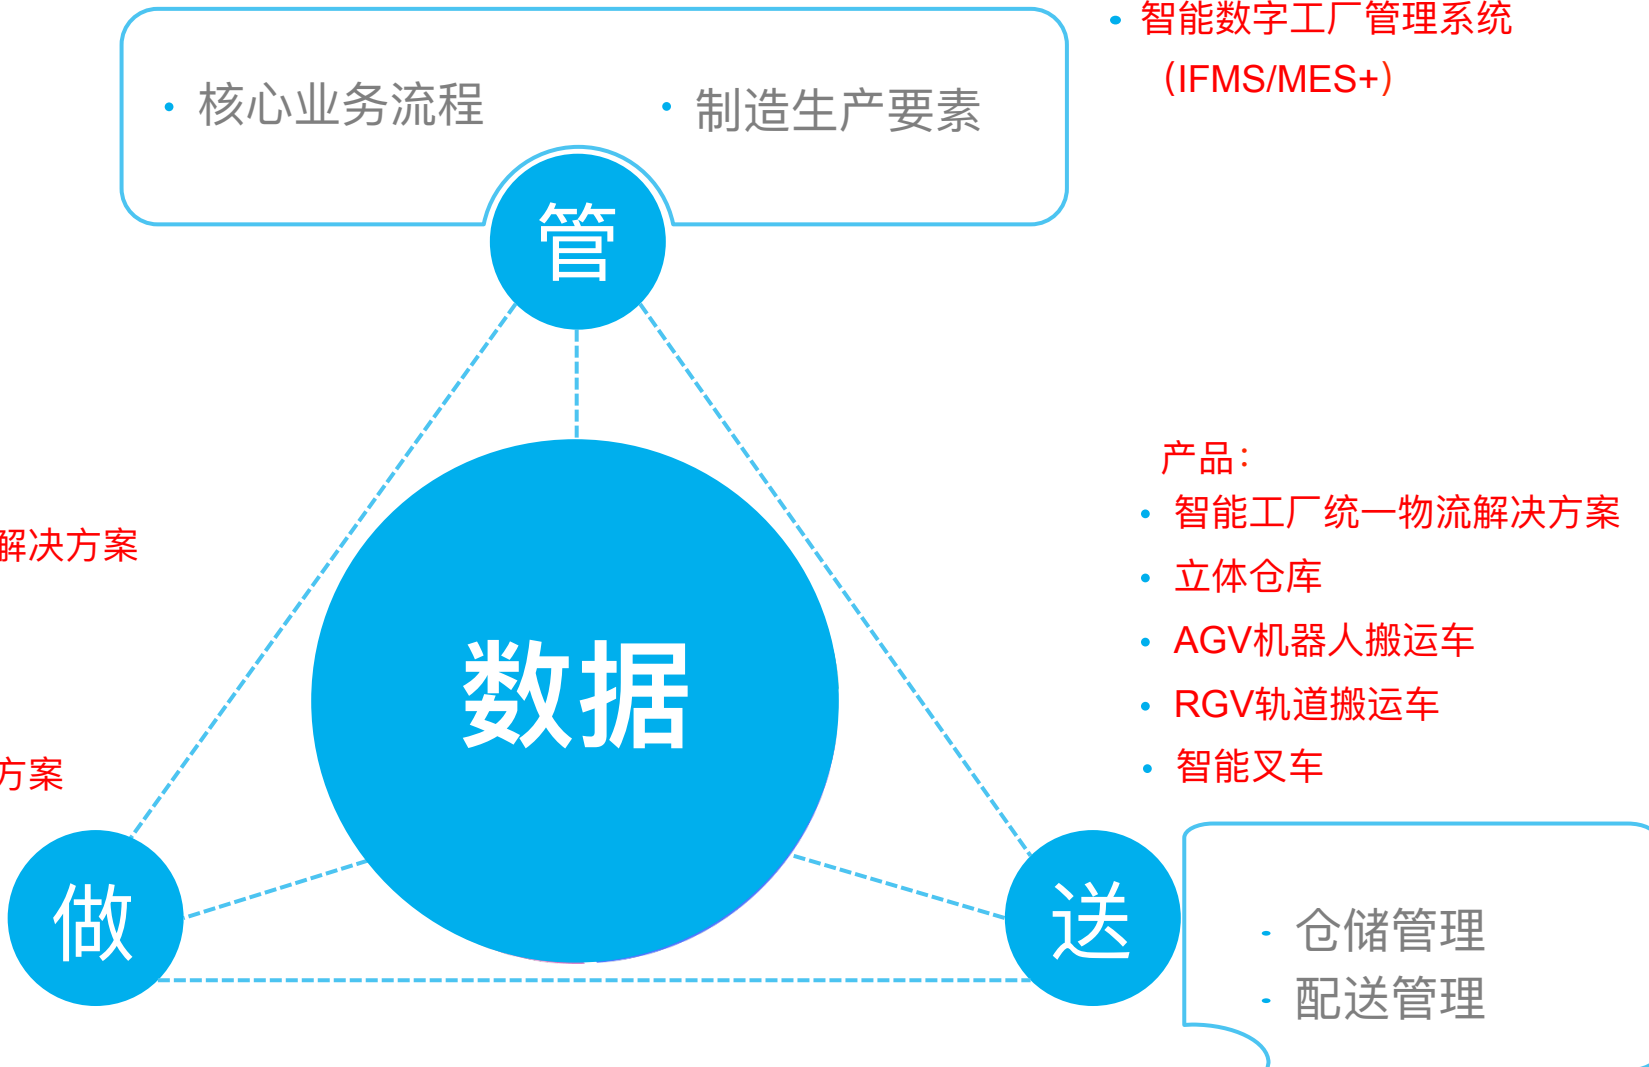 • 智能数字工厂管理系统
（IFMS/MES+）
• 核心业务流程
• 制造生产要素
管
产品：
• 智能工厂统一物流解决方案
解决方案
• 立体仓库
• AGV机器人搬运车
数据
• RGV轨道搬运车
• 智能叉车
方案
做
送
• 仓储管理
• 配送管理